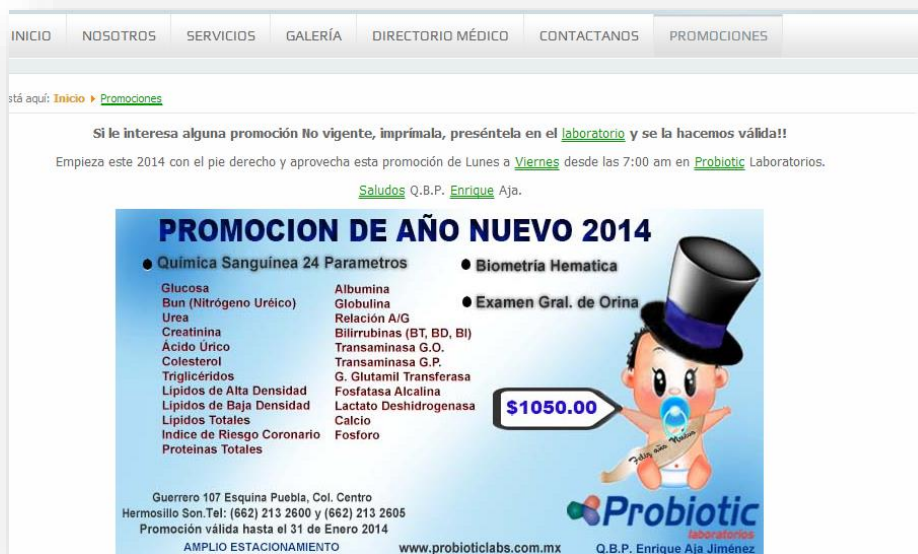 INICIO NOSOTROS SERVICIOS GALERÍA DIRECTORIO MÉDICO CONTACTANOS PROMOCIONES
stá aquí: Inicio Promociones
Si le interesa alguna promoción No vigente, imprímala, preséntela en el laboratorio y se la hacemos válida!!
Empieza este 2014 con el pie derecho y aprovecha esta promoción de Lunes a Viernes desde las 7:00 am en Probiotic Laboratorios.
Saludos Q.B.P. Enrique Aja.
PROMOCION DE AÑO NUEVO 2014
Química Sanguínea 24 Parametros
Glucosa
Bun (Nitrógeno Uréico)
Urea
Creatinina
Ácido Úrico
Colesterol
Triglicéridos
Lipidos de Alta Densidad
Lipidos de Baja Densidad
Lipidos Totales
Indice de Riesgo Coronario
Proteinas Totales
Albumina
Globulina
Relación A/G
Bilirrubinas (BT, BD, BI)
Transaminasa G.O.
Transaminasa G.P.
G. Glutamil Transferasa
Fosfatasa Alcalina
Lactato Deshidrogenasa
Calcio
Fosforo
Biometría Hematica
Examen Gral. de Orina
$1050.00
Feliz año Nuevo
Guerrero 107 Esquina Puebla, Col. Centro
Hermosillo Son.Tel: (662) 213 2600 y (662) 213 2605
Promoción válida hasta el 31 de Enero 2014
AMPLIO ESTACIONAMIENTO
www.probioticlabs.com.mx
Probiotic
laboratorios
Q.B.P. Enrique Aja Jiménez